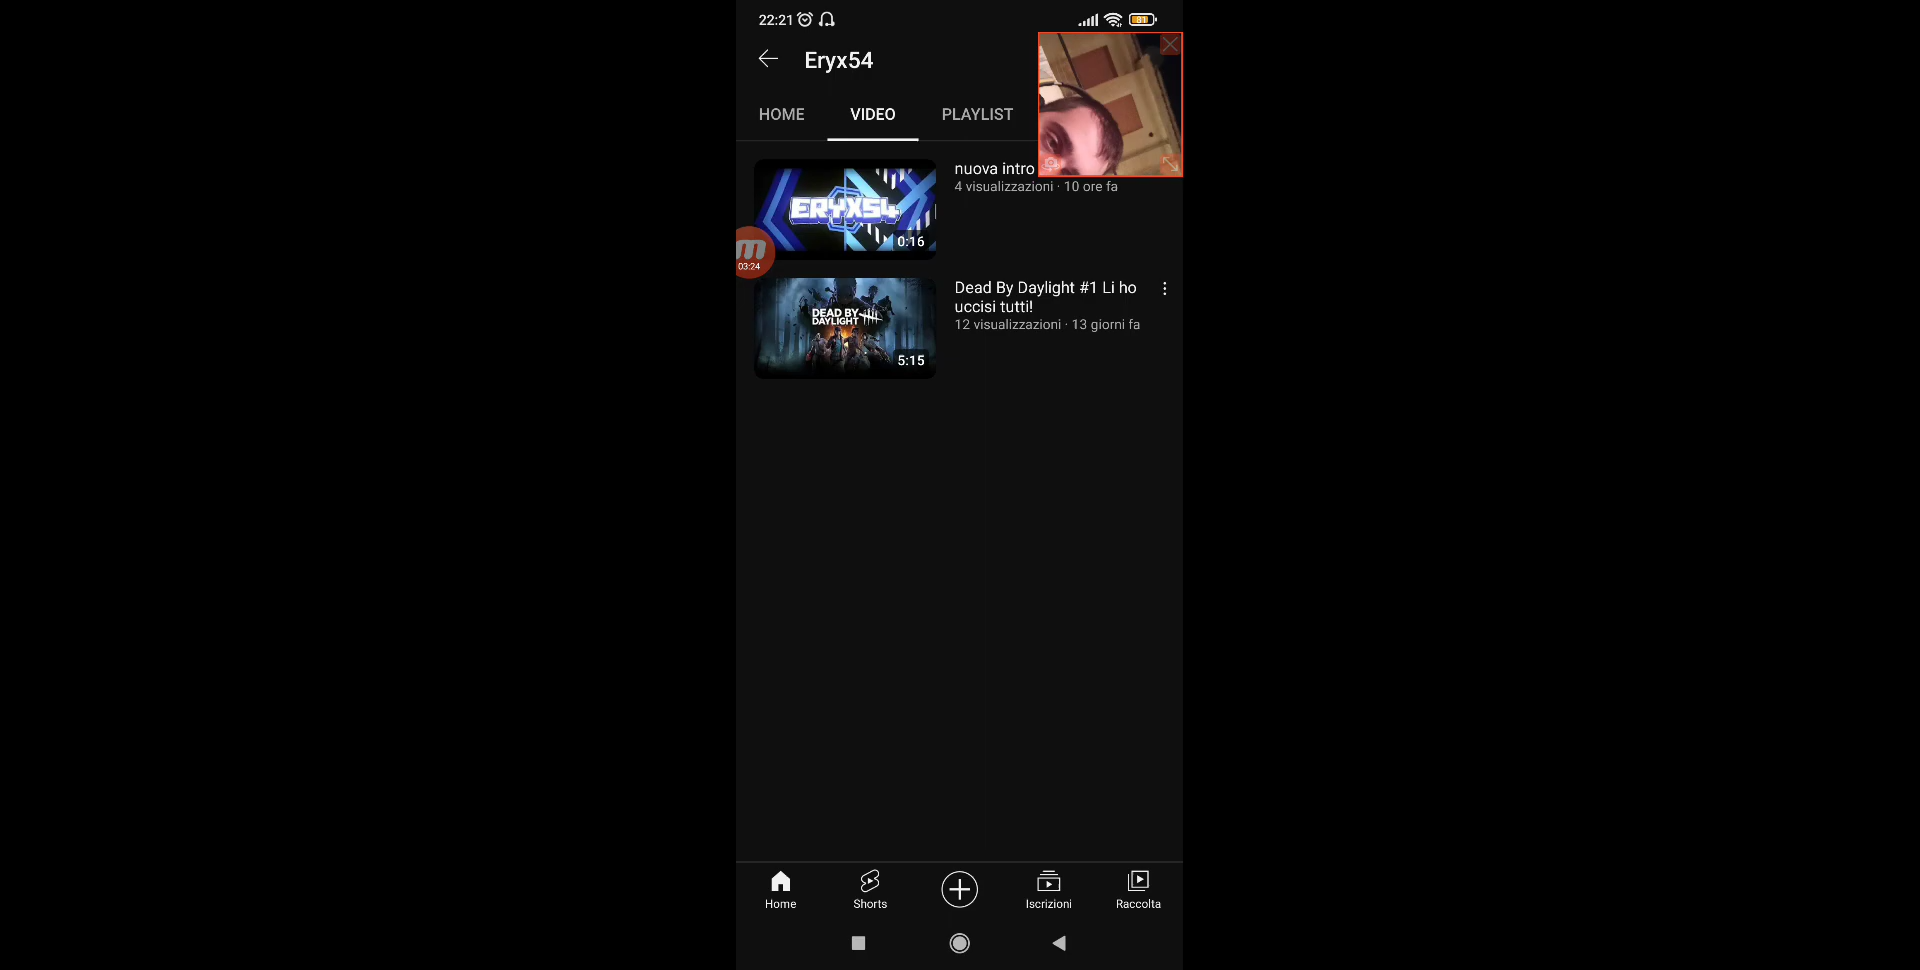 22:21
81
Eryx54
HOME
VIDEO
PLAYLIST
nuova intro
4 visualizzazioni · 10 ore fa
ERYX54
0:16
m
03:24
Dead By Daylight #1 Li ho
uccisi tutti!
12 visualizzazioni · 13 giorni fa
DEAD BY
DAYLIGHT
5:15
Home
Shorts
Iscrizioni
Raccolta